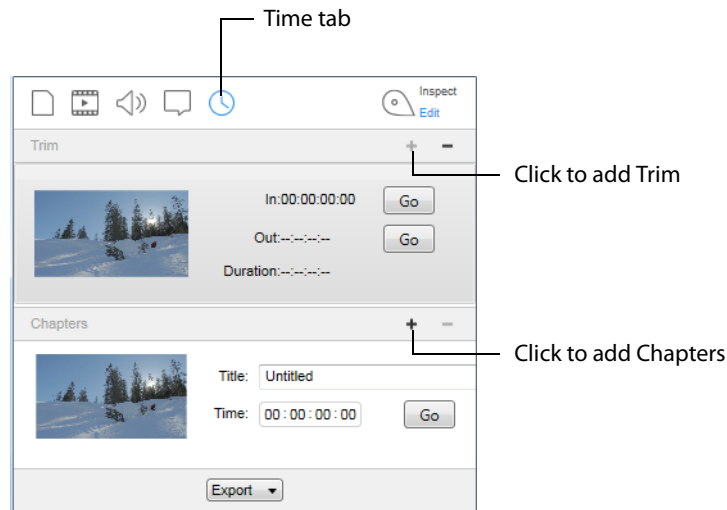 Time tab
Inspect
Edit
Trim
Click to add Trim
In:00:00:00:00
Go
Out:--:--:--:--
Go
Duration:--:--:--:--
Chapters
Click to add Chapters
Title: Untitled
Time: 00:00:00:00
Go
Export